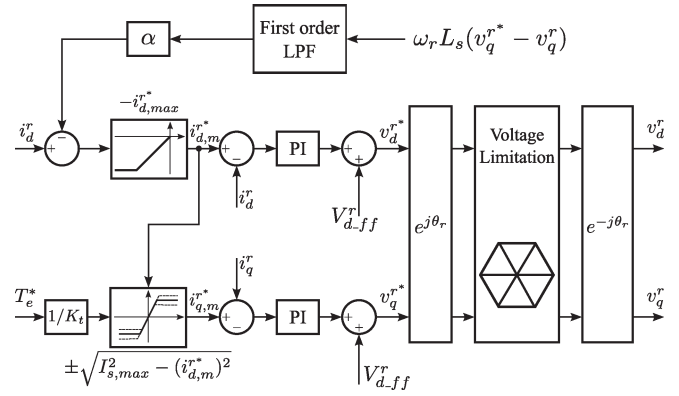 First order
LPF
α
ω_r L_s(v_q^{r*} − v_q^r)
−i_{d,max}^{r*}
i_d^r
+
−
i_{d,m}^{r*}
+
−
PI
+
+
v_d^{r*}
i_d^r
V_{d_ff}^r
e^{jθ_r}
Voltage
Limitation
e^{−jθ_r}
v_d^r
T_e^*
1/K_t
i_q^r
i_{q,m}^{r*}
+
−
PI
+
+
v_q^{r*}
v_q^r
±√(I_{s,max}^2 − (i_{d,m}^{r*})^2)
V_{d_ff}^r